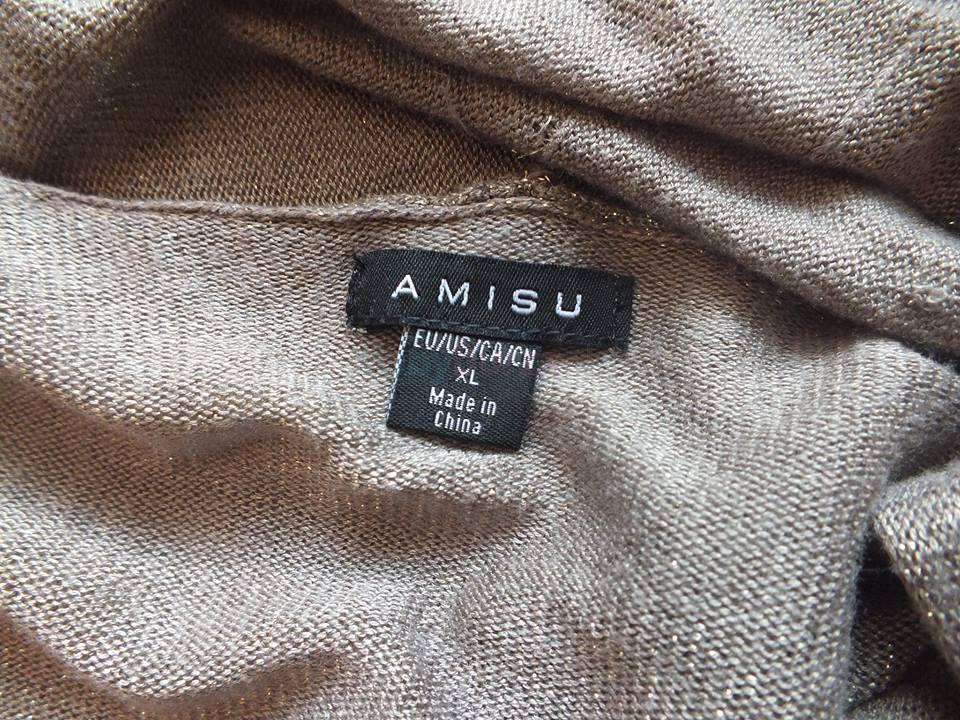 AMISU
EU/US/CA/CN
XL
Made in
China